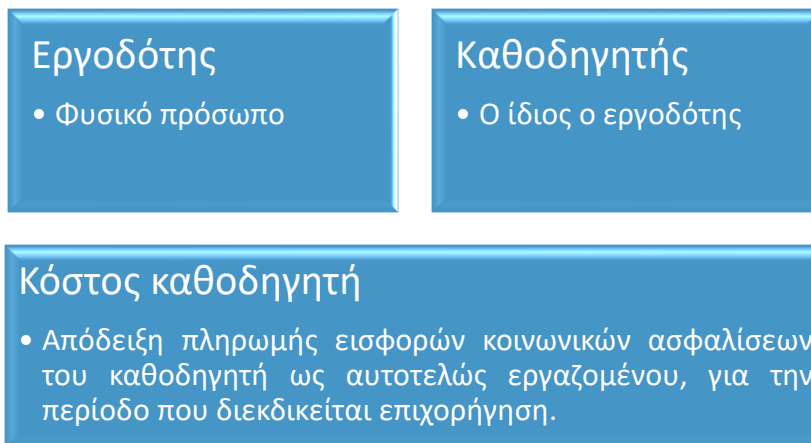 Εργοδότης
• Φυσικό πρόσωπο
Καθοδηγητής
• Ο ίδιος ο εργοδότης
Κόστος καθοδηγητή
• Απόδειξη πληρωμής εισφορών κοινωνικών ασφαλίσεων
του καθοδηγητή ως αυτοτελώς εργαζομένου, για την
περίοδο που διεκδικείται επιχορήγηση.